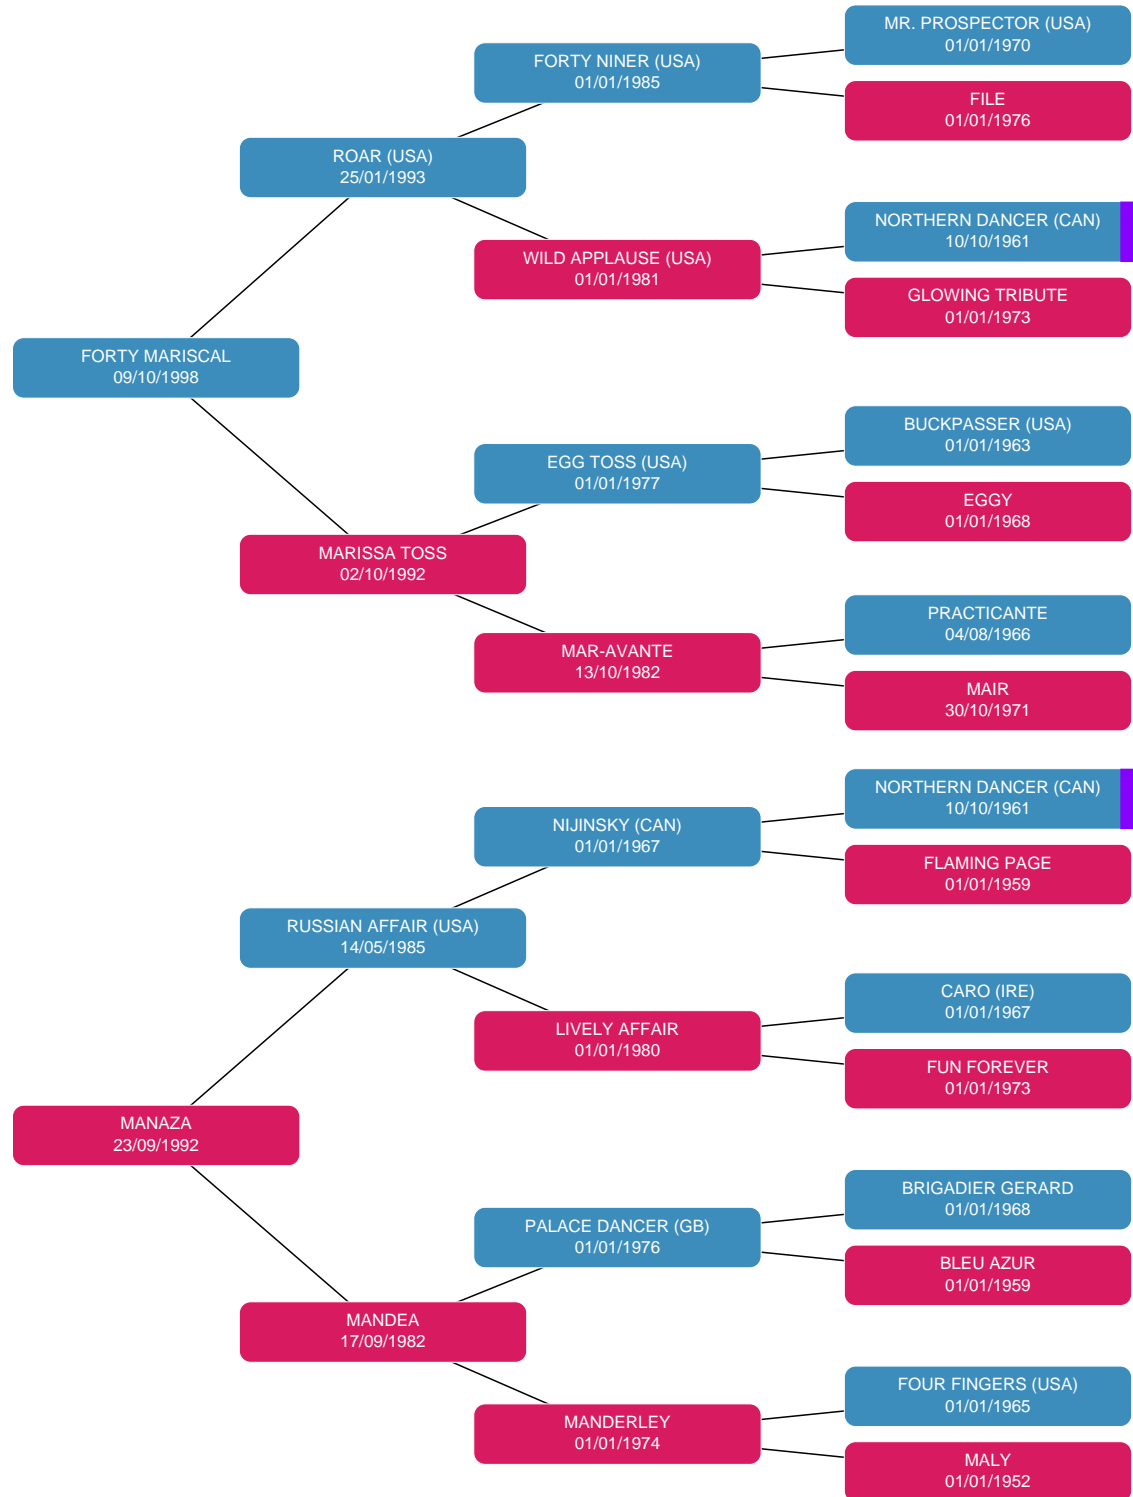 MR. PROSPECTOR (USA)
01/01/1970
FORTY NINER (USA)
01/01/1985
FILE
01/01/1976
ROAR (USA)
25/01/1993
NORTHERN DANCER (CAN)
10/10/1961
WILD APPLAUSE (USA)
01/01/1981
GLOWING TRIBUTE
01/01/1973
FORTY MARISCAL
09/10/1998
BUCKPASSER (USA)
01/01/1963
EGG TOSS (USA)
01/01/1977
EGGY
01/01/1968
MARISSA TOSS
02/10/1992
PRACTICANTE
04/08/1966
MAR-AVANTE
13/10/1982
MAIR
30/10/1971
NORTHERN DANCER (CAN)
10/10/1961
NIJINSKY (CAN)
01/01/1967
FLAMING PAGE
01/01/1959
RUSSIAN AFFAIR (USA)
14/05/1985
CARO (IRE)
01/01/1967
LIVELY AFFAIR
01/01/1980
FUN FOREVER
01/01/1973
MANAZA
23/09/1992
BRIGADIER GERARD
01/01/1968
PALACE DANCER (GB)
01/01/1976
BLEU AZUR
01/01/1959
MANDEA
17/09/1982
FOUR FINGERS (USA)
01/01/1965
MANDERLEY
01/01/1974
MALY
01/01/1952